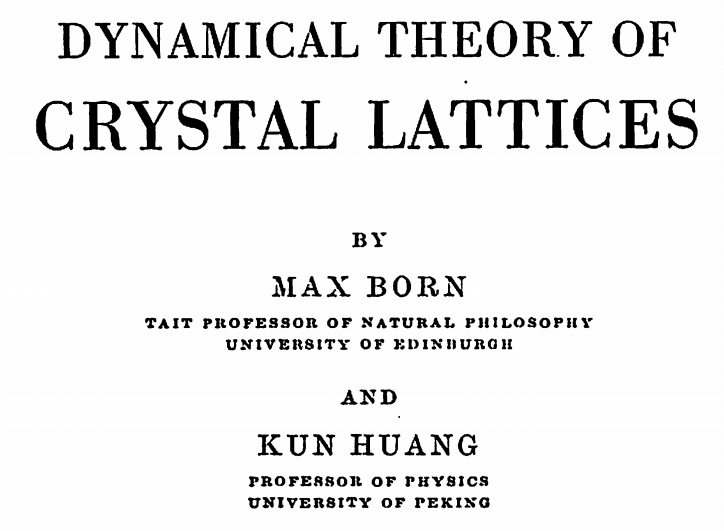 DYNAMICAL THEORY OF
CRYSTAL LATTICES
BY
MAX BORN
TAIT PROFESSOR OF NATURAL PHILOSOPHY
UNIVERSITY OF EDINBURGH
AND
KUN HUANG
PROFESSOR OF PHYSICS
UNIVERSITY OF PEKING